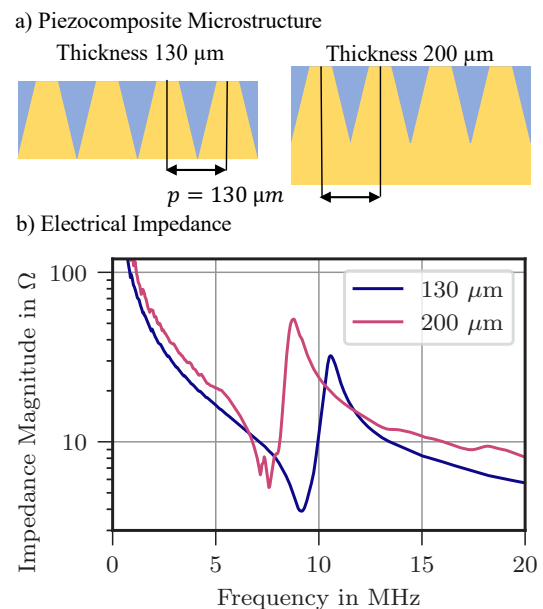 a) Piezocomposite Microstructure
Thickness 130 µm
Thickness 200 µm
p = 130 µm
b) Electrical Impedance
Impedance Magnitude in Ω
100
10
130 µm
200 µm
0
5
10
15
20
Frequency in MHz